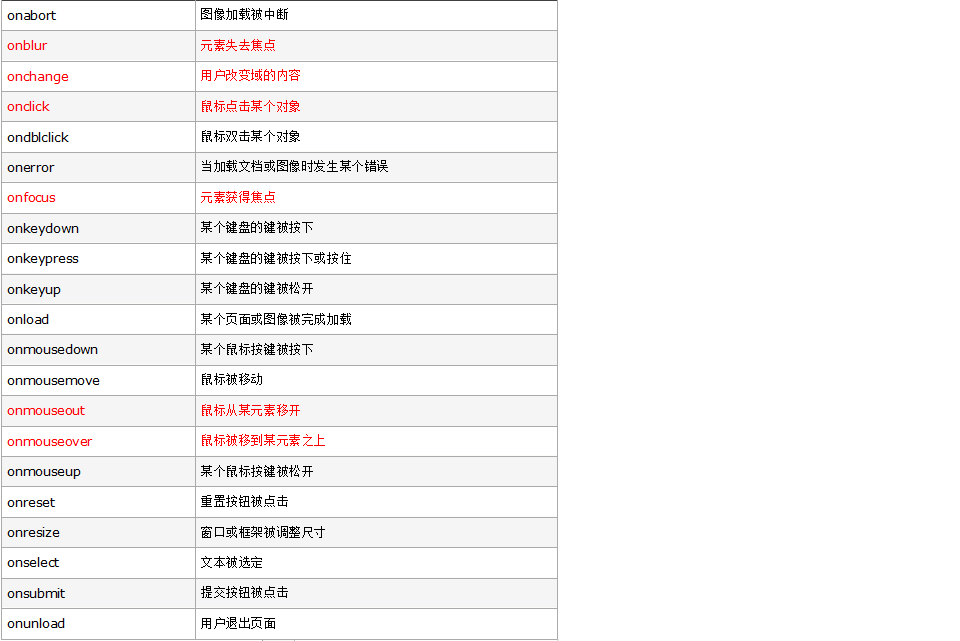 onabort 图像加载被中断
onblur 元素失去焦点
onchange 用户改变域的内容
onclick 鼠标点击某个对象
ondblclick 鼠标双击某个对象
onerror 当加载文档或图像时发生某个错误
onfocus 元素获得焦点
onkeydown 某个键盘的键被按下
onkeypress 某个键盘的键被按下或按住
onkeyup 某个键盘的键被松开
onload 某个页面或图像被完成加载
onmousedown 某个鼠标按键被按下
onmousemove 鼠标被移动
onmouseout 鼠标从某元素移开
onmouseover 鼠标被移到某元素之上
onmouseup 某个鼠标按键被松开
onreset 重置按钮被点击
onresize 窗口或框架被调整尺寸
onselect 文本被选定
onsubmit 提交按钮被点击
onunload 用户退出页面